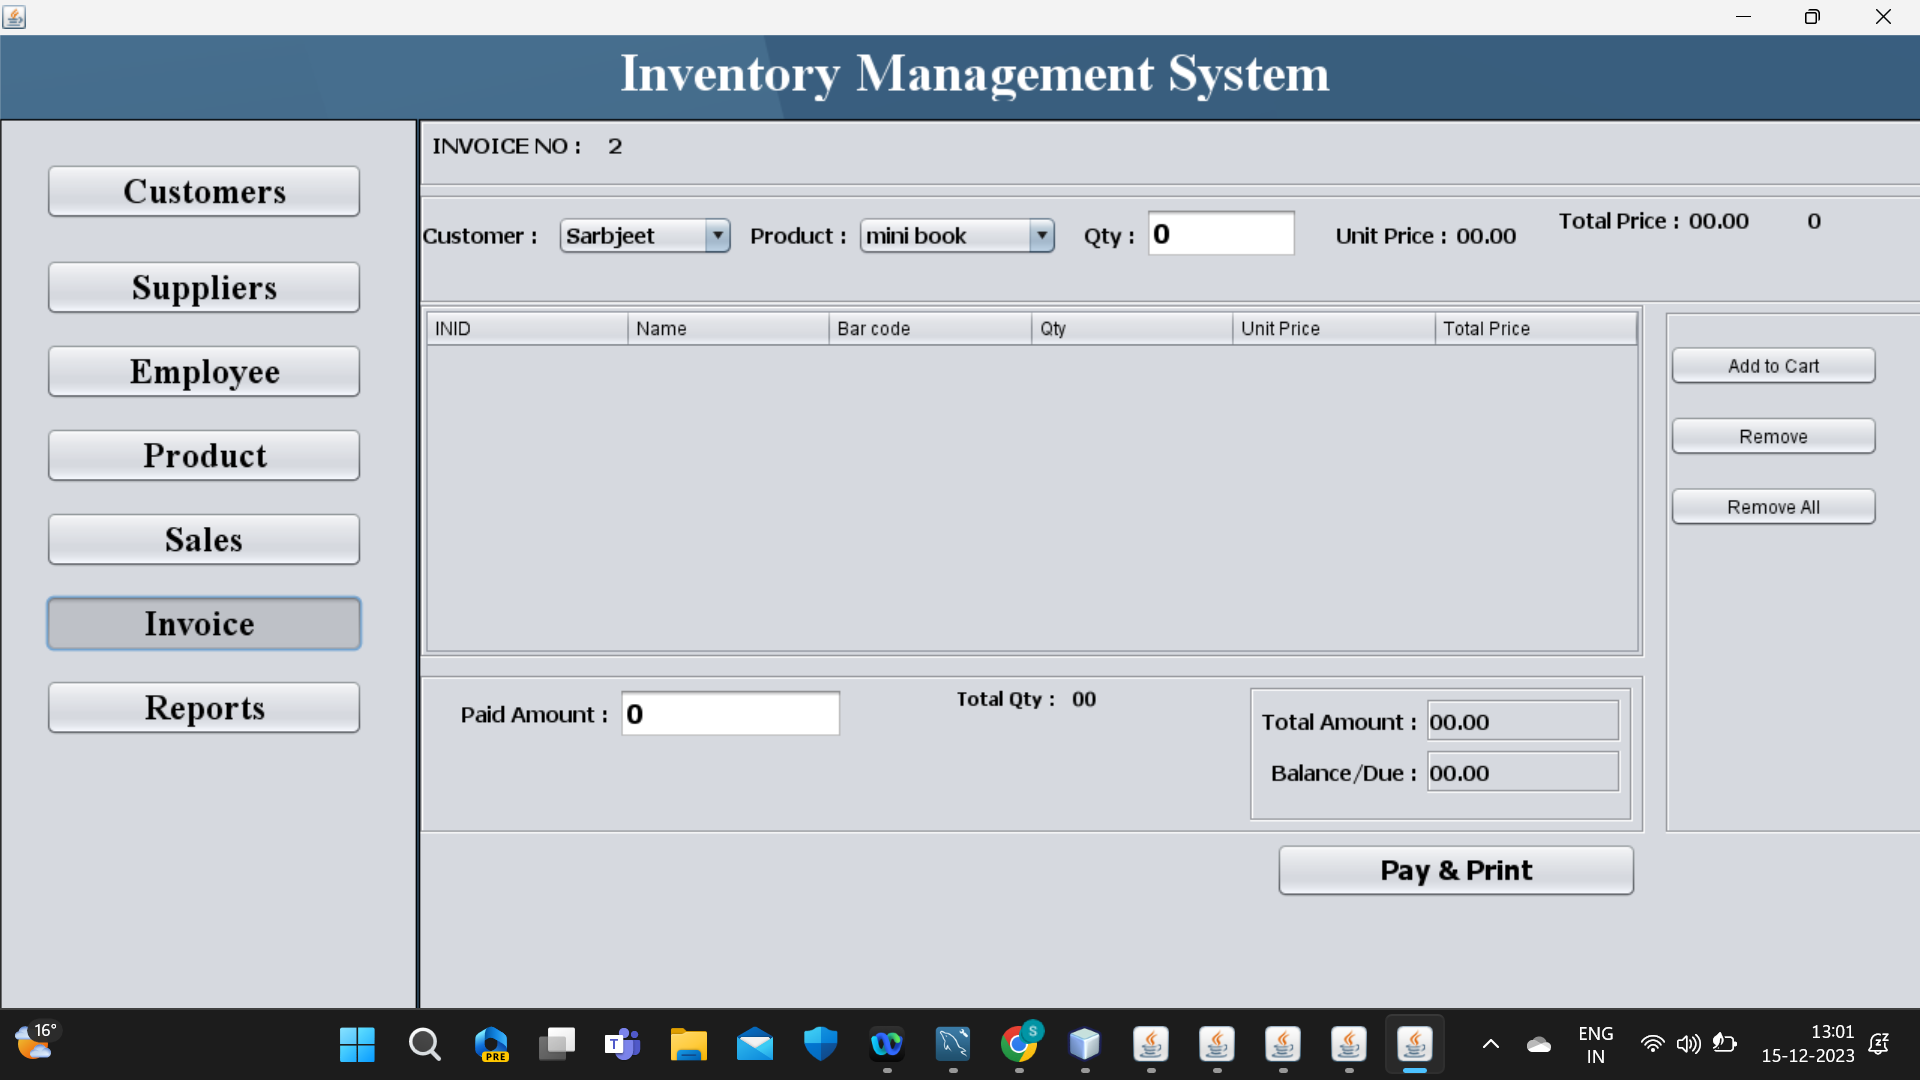 Inventory Management System
Customers
Suppliers
Employee
Product
Sales
Invoice
Reports
INVOICE NO : 2
Customer : Sarbjeet Product : mini book Qty : 0 Unit Price : 00.00 Total Price : 00.00 0
INID Name Bar code Qty Unit Price Total Price
Add to Cart
Remove
Remove All
Paid Amount : 0 Total Qty : 00
Total Amount : 00.00
Balance/Due : 00.00
Pay & Print
16°
PRE
T
S
ENG
IN
13:01
15-12-2023